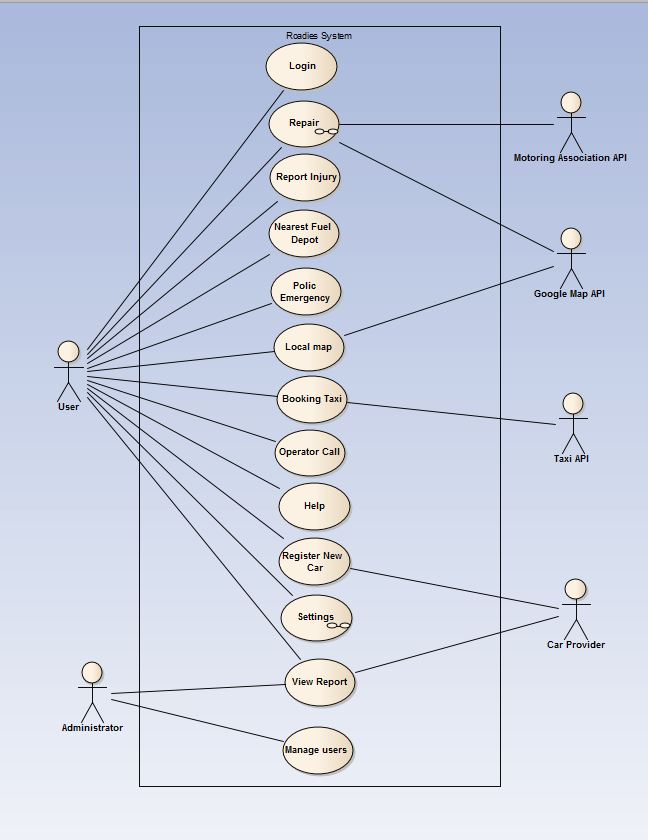 Roadies System
Login
Repair
Motoring Association API
Report Injury
Nearest Fuel
Depot
Google Map API
Polic
Emergency
Local map
User
Booking Taxi
Operator Call
Taxi API
Help
Register New
Car
Settings
Car Provider
View Report
Administrator
Manage users